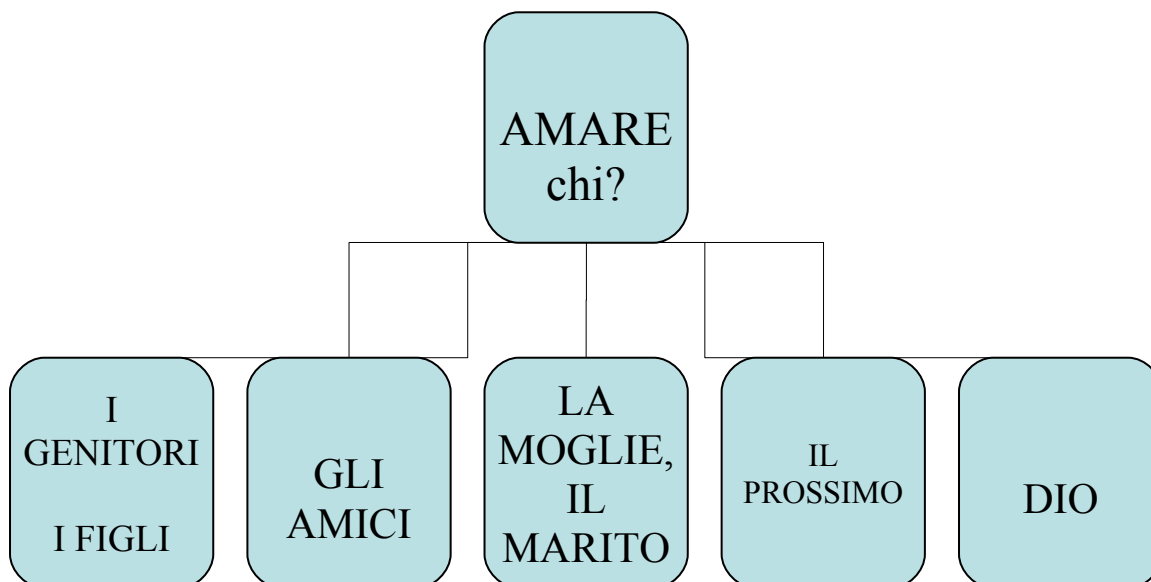 AMARE
chi?
I
GENITORI
I FIGLI
GLI
AMICI
LA
MOGLIE,
IL
MARITO
IL
PROSSIMO
DIO